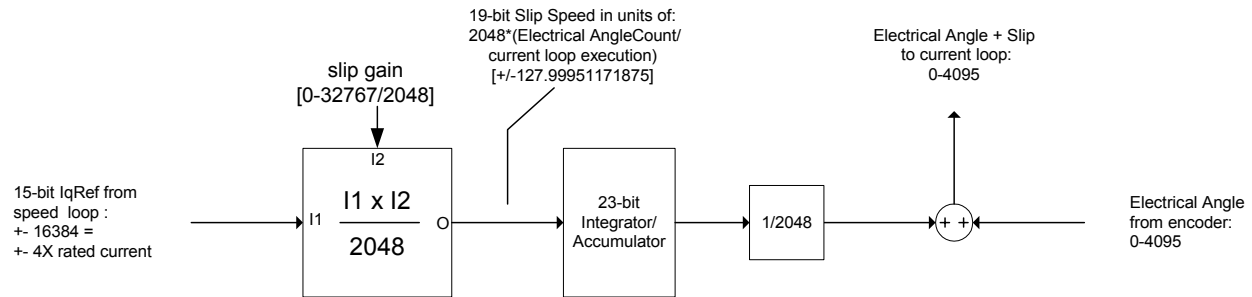 19-bit Slip Speed in units of:
2048*(Electrical AngleCount/
current loop execution)
[+/-127.99951171875]
Electrical Angle + Slip
to current loop:
0-4095
slip gain
[0-32767/2048]
15-bit IqRef from
speed loop :
+- 16384 =
+- 4X rated current
I2
I1
I1 x I2
2048
O
23-bit
Integrator/
Accumulator
1/2048
+ +
Electrical Angle
from encoder:
0-4095